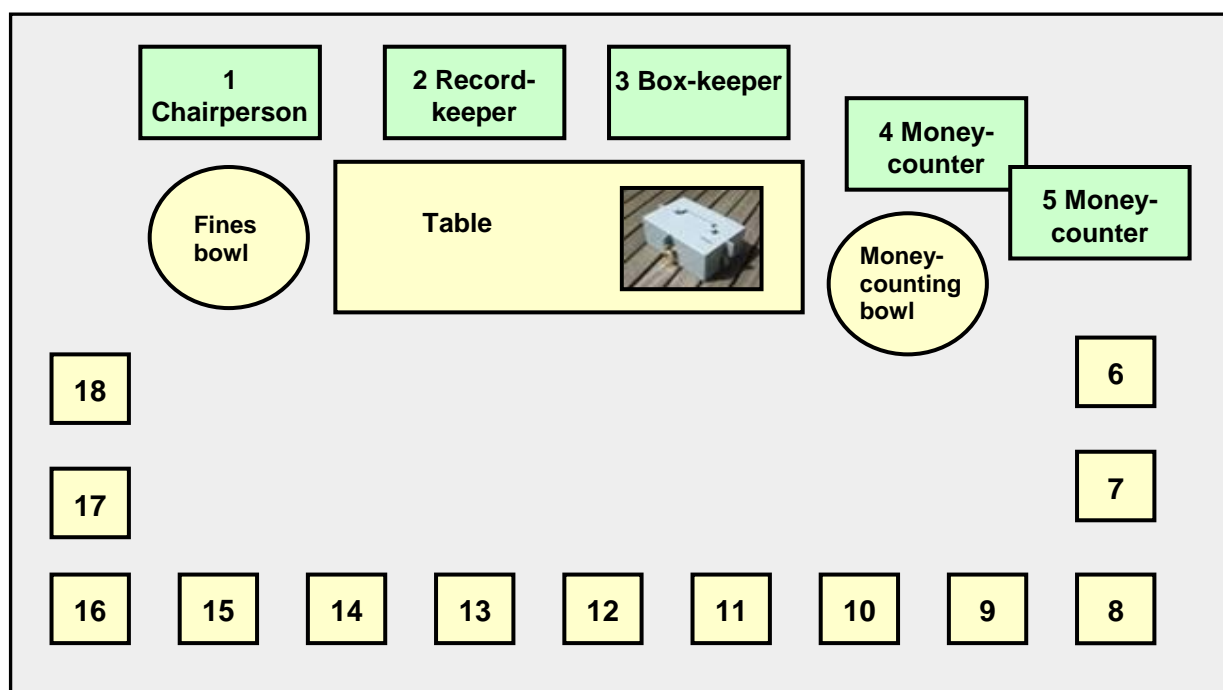 1
Chairperson
2 Record-
keeper
3 Box-keeper
4 Money-
counter
5 Money-
counter
Fines
bowl
Table
Money-
counting
bowl
18
6
17
7
16
15
14
13
12
11
10
9
8